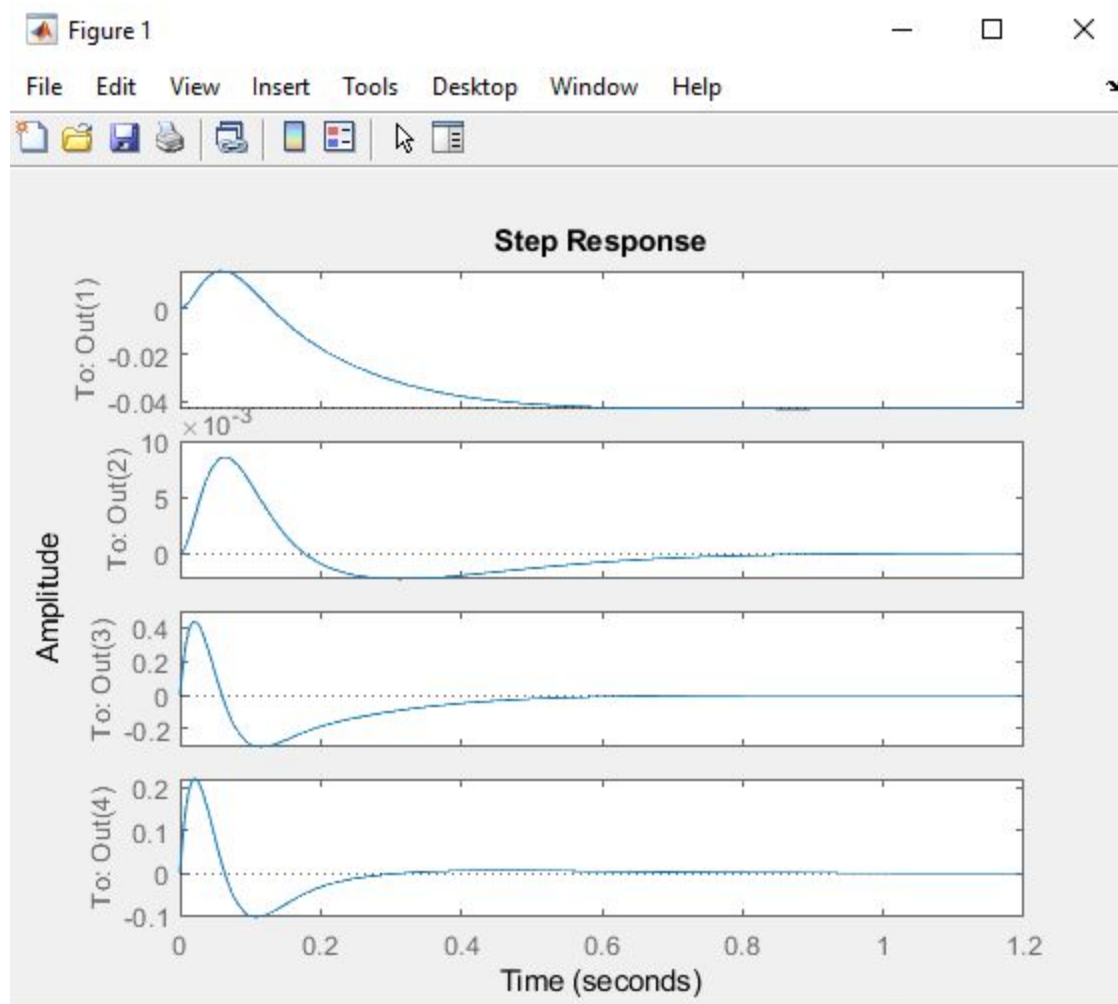 Figure 1
File Edit View Insert Tools Desktop Window Help
Step Response
Amplitude
To: Out(1)
0
-0.02
-0.04
×10-3
To: Out(2)
10
5
0
To: Out(3)
0.4
0.2
0
-0.2
To: Out(4)
0.2
0.1
0
-0.1
0 0.2 0.4 0.6 0.8 1 1.2
Time (seconds)